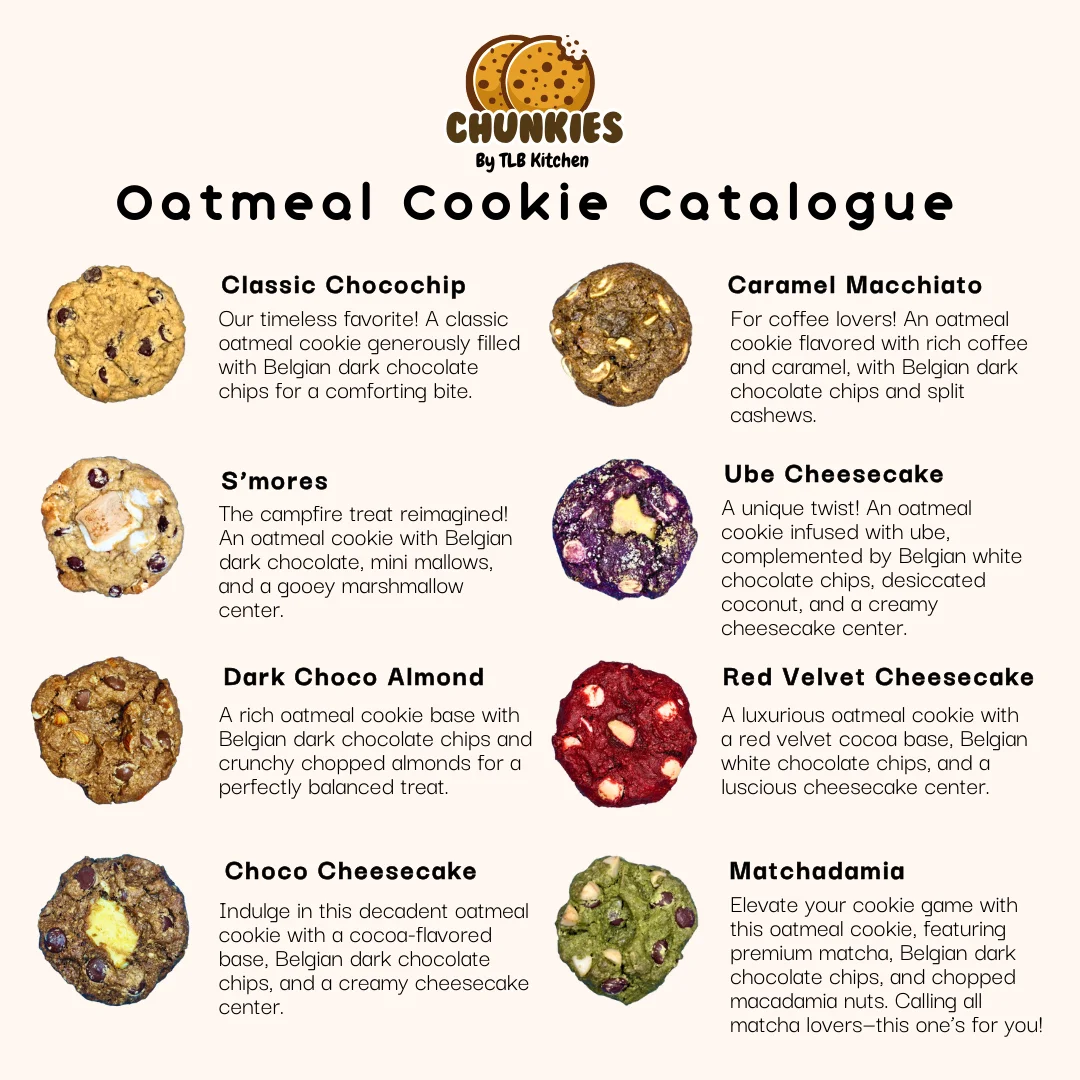 CHUNKIES
By TLB Kitchen
Oatmeal Cookie Catalogue
Classic Chocochip
Our timeless favorite! A classic
oatmeal cookie generously filled
with Belgian dark chocolate
chips for a comforting bite.
Caramel Macchiato
For coffee lovers! An oatmeal
cookie flavored with rich coffee
and caramel, with Belgian dark
chocolate chips and split
cashews.
S'mores
The campfire treat reimagined!
An oatmeal cookie with Belgian
dark chocolate, mini mallows,
and a gooey marshmallow
center.
Ube Cheesecake
A unique twist! An oatmeal
cookie infused with ube,
complemented by Belgian white
chocolate chips, desiccated
coconut, and a creamy
cheesecake center.
Dark Choco Almond
A rich oatmeal cookie base with
Belgian dark chocolate chips and
crunchy chopped almonds for a
perfectly balanced treat.
Red Velvet Cheesecake
A luxurious oatmeal cookie with
a red velvet cocoa base, Belgian
white chocolate chips, and a
luscious cheesecake center.
Choco Cheesecake
Indulge in this decadent oatmeal
cookie with a cocoa-flavored
base, Belgian dark chocolate
chips, and a creamy cheesecake
center.
Matchadamia
Elevate your cookie game with
this oatmeal cookie, featuring
premium matcha, Belgian dark
chocolate chips, and chopped
macadamia nuts. Calling all
matcha lovers—this one's for you!